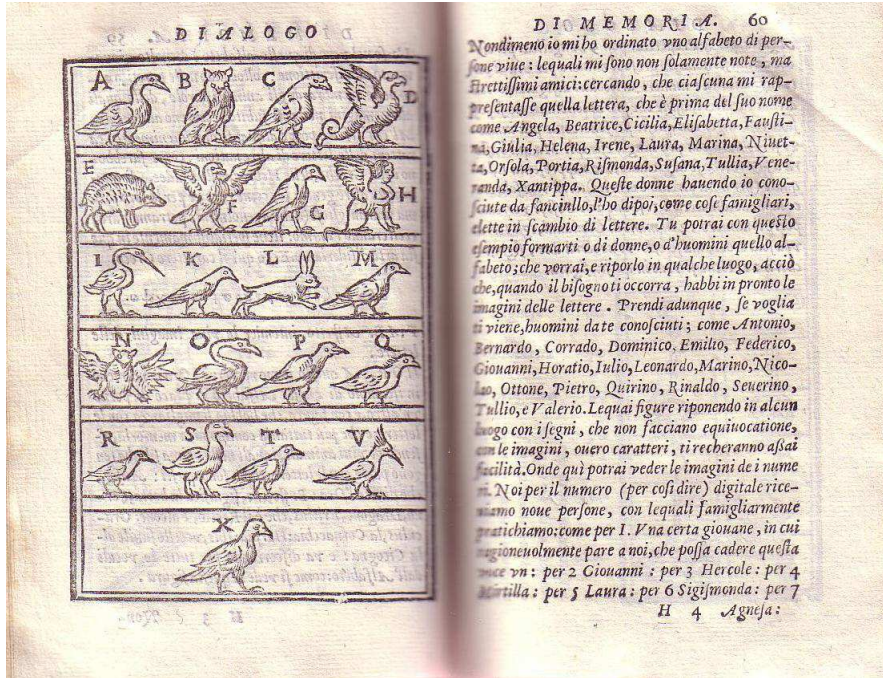 DIALOGO
A B C D
E F G H
I K L M
N O P Q
R S T V
X
DI MEMORIA. 60
Nondimeno io mi ho ordinato vno alfabeto di per-
ſone viue: lequali mi ſono non ſolamente note, ma
ſtrettiſſimi amici: cercando, che ciaſcuna mi rap-
preſentaſſe quella lettera, che è prima del ſuo nome
come Angela, Beatrice, Cicilia, Eliſabetta, Fauſti-
na, Giulia, Helena, Irene, Laura, Marina, Niuet-
ta, Orſola, Portia, Riſmonda, Suſana, Tullia, Vene-
randa, Xantippa. Queſte donne hauendo io cono-
ſciute da fanciullo, l'ho dipoi, come coſe famigliari,
elette in ſcambio di lettere. Tu potrai con queſto
eſempio formarti o di donne, o d'huomini quello al-
fabeto; che vorrai, e riporlo in qualche luogo, acciò
che, quando il biſogno ti occorra, habbi in pronto le
imagini delle lettere. Prendi adunque, ſe voglia
ti viene, huomini da te conoſciuti; come Antonio,
Bernardo, Corrado, Dominico, Emilio, Federico,
Giouanni, Horatio, Iulio, Leonardo, Marino, Nico-
lao, Ottone, Pietro, Quirino, Rinaldo, Seuerino,
Tullio, e Valerio. Lequai figure riponendo in alcun
luogo con i ſegni, che non facciano equiuocatione,
con le imagini, ouero caratteri, ti recheranno aſſai
facilità. Onde quì potrai veder le imagini de i nume
ri. Noi per il numero (per coſi dire) digitale rice-
uiamo noue perſone, con lequali famigliarmente
pratichiamo: come per I. Vna certa giouane, in cui
ragioneuolmente pare a noi, che poſſa cadere queſta
voce vn: per 2 Giouanni: per 3 Hercole: per 4
Martilla: per 5 Laura: per 6 Sigiſmonda: per 7
H 4 Agneſa: